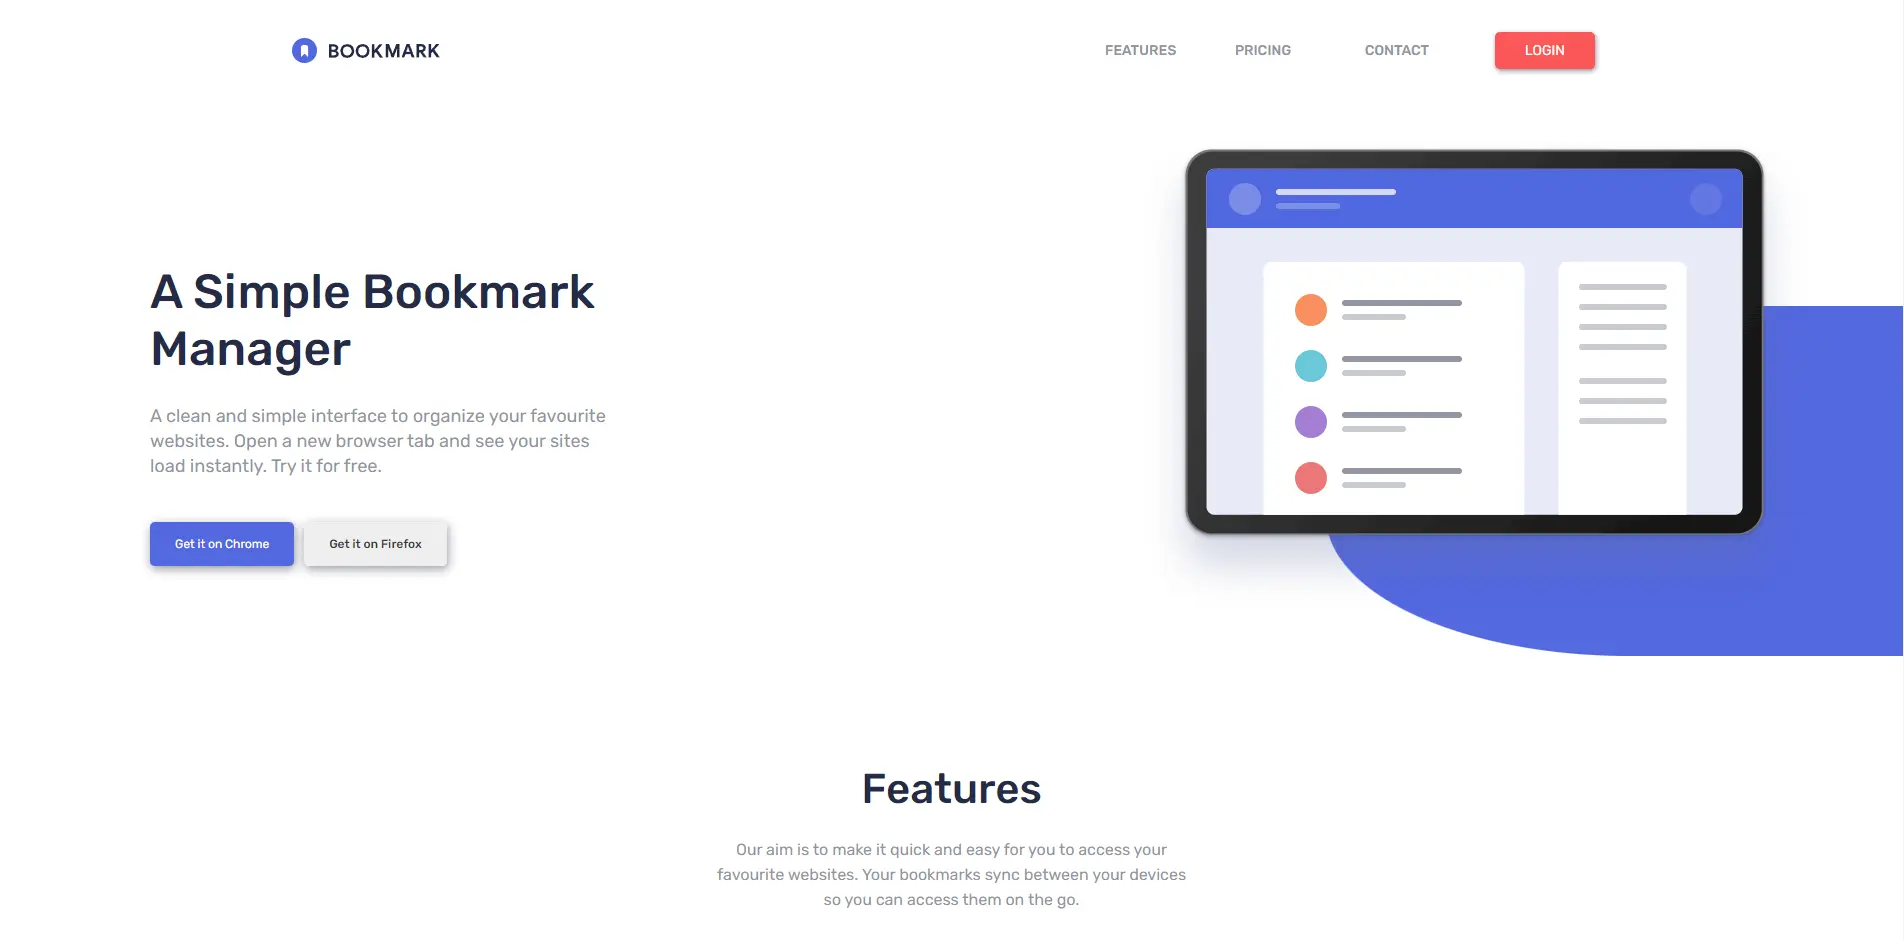 BOOKMARK
FEATURES
PRICING
CONTACT
LOGIN
A Simple Bookmark
Manager
A clean and simple interface to organize your favourite
websites. Open a new browser tab and see your sites
load instantly. Try it for free.
Get it on Chrome
Get it on Firefox
Features
Our aim is to make it quick and easy for you to access your
favourite websites. Your bookmarks sync between your devices
so you can access them on the go.